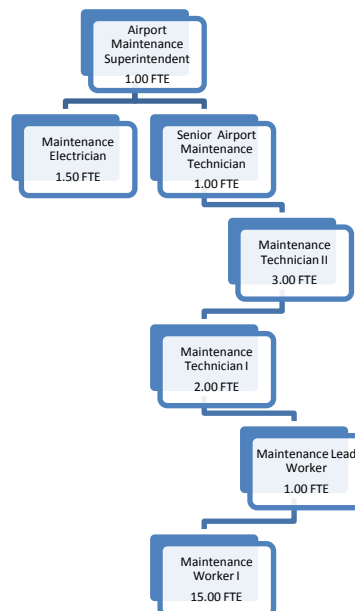 Airport
Maintenance
Superintendent
1.00 FTE
Maintenance
Electrician
1.50 FTE
Senior Airport
Maintenance
Technician
1.00 FTE
Maintenance
Technician II
3.00 FTE
Maintenance
Technician I
2.00 FTE
Maintenance Lead
Worker
1.00 FTE
Maintenance
Worker I
15.00 FTE